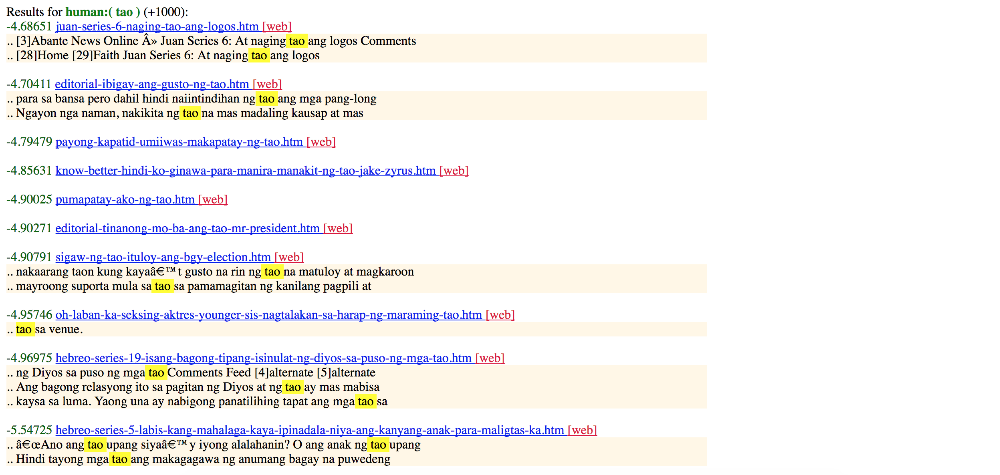 Results for human:( tao ) (+1000):
-4.68651 juan-series-6-naging-tao-ang-logos.htm [web]
.. [3]Abante News Online Â» Juan Series 6: At naging tao ang logos Comments
.. [28]Home [29]Faith Juan Series 6: At naging tao ang logos
-4.70411 editorial-ibigay-ang-gusto-ng-tao.htm [web]
.. para sa bansa pero dahil hindi naiintindihan ng tao ang mga pang-long
.. Ngayon nga naman, nakikita ng tao na mas madaling kausap at mas
-4.79479 payong-kapatid-umiiwas-makapatay-ng-tao.htm [web]
-4.85631 know-better-hindi-ko-ginawa-para-manira-manakit-ng-tao-jake-zyrus.htm [web]
-4.90025 pumapatay-ako-ng-tao.htm [web]
-4.90271 editorial-tinanong-mo-ba-ang-tao-mr-president.htm [web]
-4.90791 sigaw-ng-tao-ituloy-ang-bgy-election.htm [web]
.. nakaarang taon kung kayaâ€™t gusto na rin ng tao na matuloy at magkaroon
.. mayroong suporta mula sa tao sa pamamagitan ng kanilang pagpili at
-4.95746 oh-laban-ka-seksing-aktres-younger-sis-nagtalakan-sa-harap-ng-maraming-tao.htm [web]
.. tao sa venue.
-4.96975 hebreo-series-19-isang-bagong-tipang-isinulat-ng-diyos-sa-puso-ng-mga-tao.htm [web]
.. ng Diyos sa puso ng mga tao Comments Feed [4]alternate [5]alternate
.. Ang bagong relasyong ito sa pagitan ng Diyos at ng tao ay mas mabisa
.. kaysa sa luma. Yaong una ay nabigong panatilihing tapat ang mga tao sa
-5.54725 hebreo-series-5-labis-kang-mahalaga-kaya-ipinadala-niya-ang-kanyang-anak-para-maligtas-ka.htm [web]
.. â€œAno ang tao upang siyaâ€™y iyong alalahanin? O ang anak ng tao upang
.. Hindi tayong mga tao ang makagagawa ng anumang bagay na puwedeng